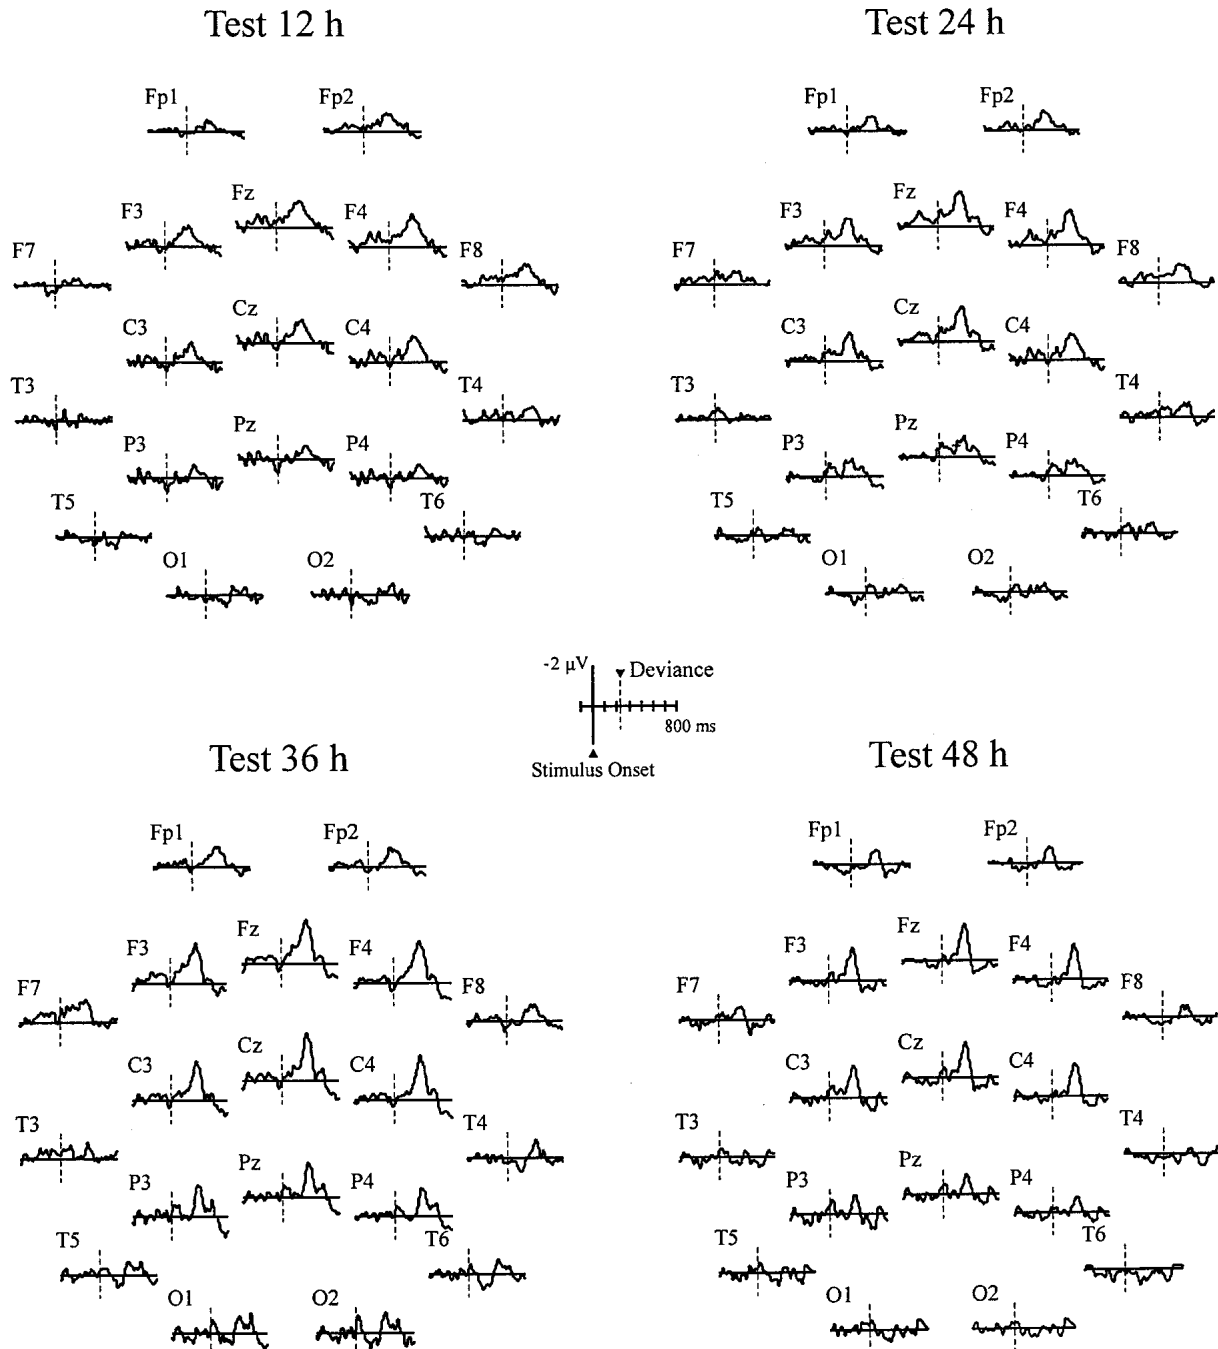 Test 12 h
Test 24 h
Fp1
Fp2
Fp1
Fp2
F3
Fz
F4
F3
Fz
F4
F7
F8
F7
F8
C3
Cz
C4
C3
Cz
C4
T3
T4
T3
T4
P3
Pz
P4
P3
Pz
P4
T5
T6
T5
T6
O1
O2
O1
O2
-2 µV
Deviance
800 ms
Stimulus Onset
Test 36 h
Test 48 h
Fp1
Fp2
Fp1
Fp2
F3
Fz
F4
F3
Fz
F4
F7
F8
F7
F8
C3
Cz
C4
C3
Cz
C4
T3
T4
T3
T4
P3
Pz
P4
P3
Pz
P4
T5
T6
T5
T6
O1
O2
O1
O2